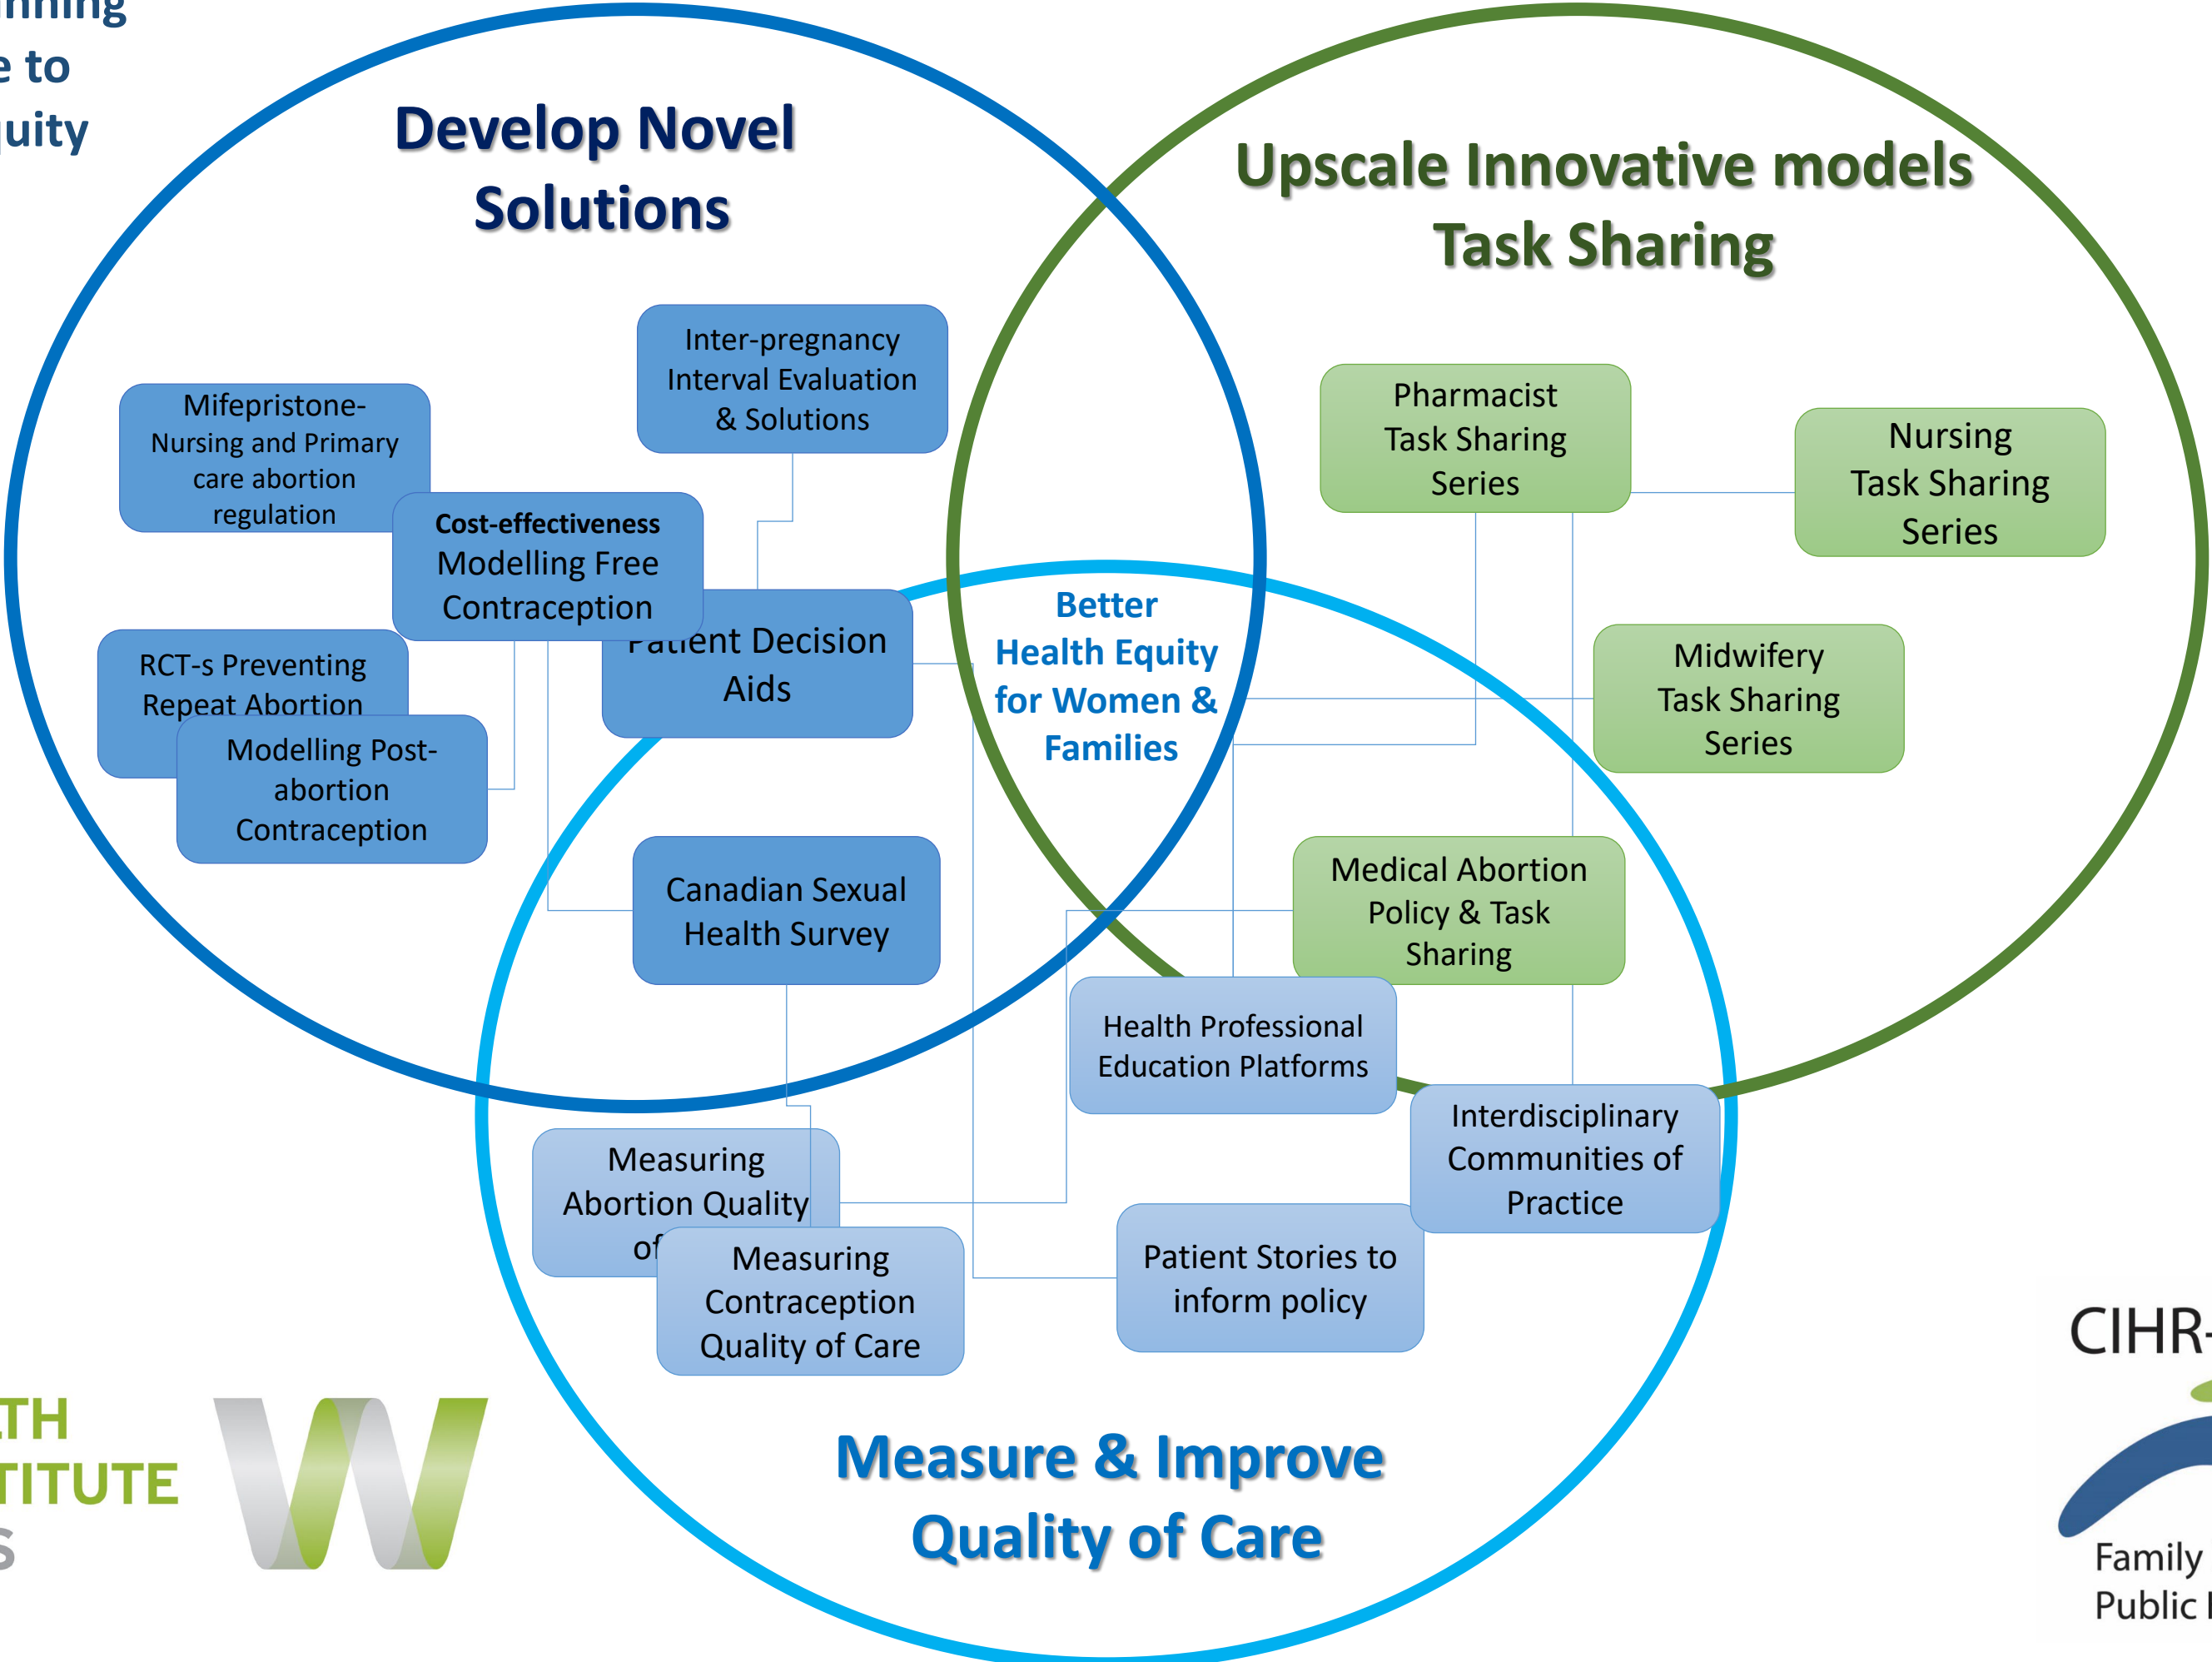 e to
Develop Novel
Solutions
Upscale Innovative models
Task Sharing
Inter-pregnancy
Interval Evaluation
& Solutions
Mifepristone-
Nursing and Primary
care abortion
regulation
Cost-effectiveness
Modelling Free
Contraception
Patient Decision
Aids
RCT-s Preventing
Repeat Abortion
Modelling Post-
abortion
Contraception
Pharmacist
Task Sharing
Series
Nursing
Task Sharing
Series
Better
Health Equity
for Women &
Families
Midwifery
Task Sharing
Series
Canadian Sexual
Health Survey
Medical Abortion
Policy & Task
Sharing
Health Professional
Education Platforms
Interdisciplinary
Communities of
Practice
Measuring
Abortion Quality
of
Measuring
Contraception
Quality of Care
Patient Stories to
inform policy
Measure & Improve
Quality of Care
TH
TITUTE
S
W
CIHR-
Family
Public